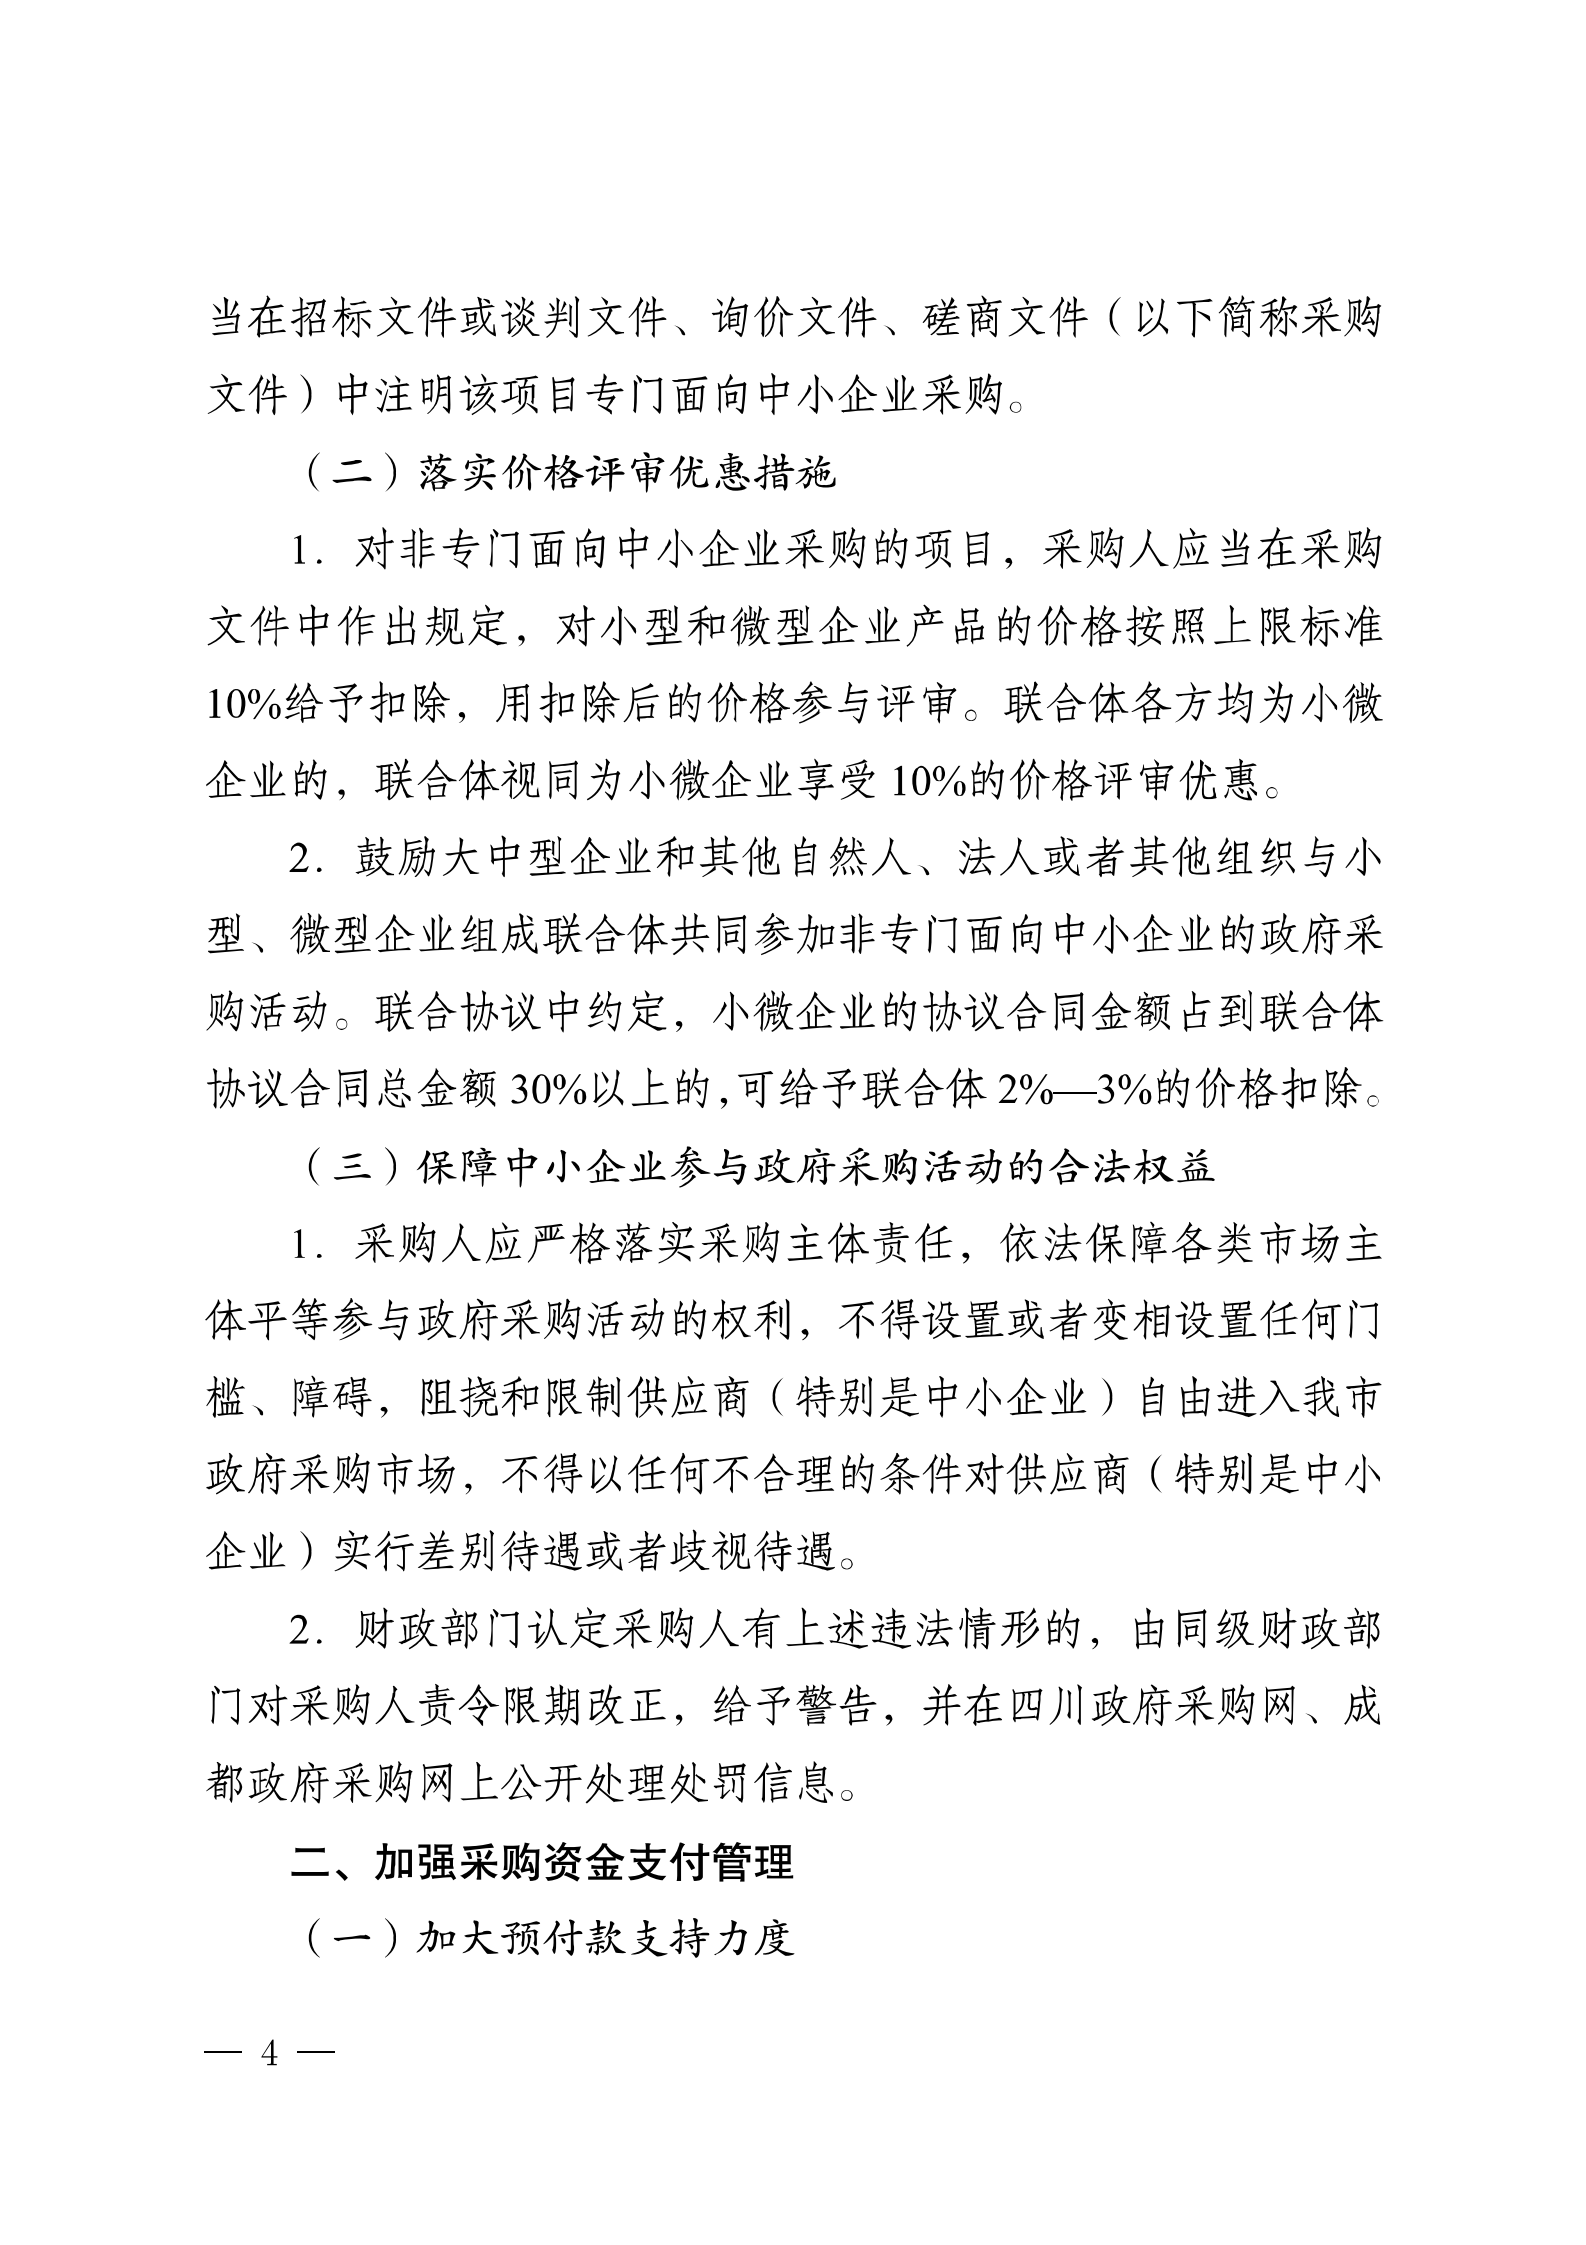 当在招标文件或谈判文件、询价文件、磋商文件（以下简称采购
文件）中注明该项目专门面向中小企业采购。
（二）落实价格评审优惠措施
1．对非专门面向中小企业采购的项目，采购人应当在采购
文件中作出规定，对小型和微型企业产品的价格按照上限标准
10%给予扣除，用扣除后的价格参与评审。联合体各方均为小微
企业的，联合体视同为小微企业享受 10%的价格评审优惠。
2．鼓励大中型企业和其他自然人、法人或者其他组织与小
型、微型企业组成联合体共同参加非专门面向中小企业的政府采
购活动。联合协议中约定，小微企业的协议合同金额占到联合体
协议合同总金额 30%以上的，可给予联合体 2%—3%的价格扣除。
（三）保障中小企业参与政府采购活动的合法权益
1．采购人应严格落实采购主体责任，依法保障各类市场主
体平等参与政府采购活动的权利，不得设置或者变相设置任何门
槛、障碍，阻挠和限制供应商（特别是中小企业）自由进入我市
政府采购市场，不得以任何不合理的条件对供应商（特别是中小
企业）实行差别待遇或者歧视待遇。
2．财政部门认定采购人有上述违法情形的，由同级财政部
门对采购人责令限期改正，给予警告，并在四川政府采购网、成
都政府采购网上公开处理处罚信息。
二、加强采购资金支付管理
（一）加大预付款支持力度
— 4 —